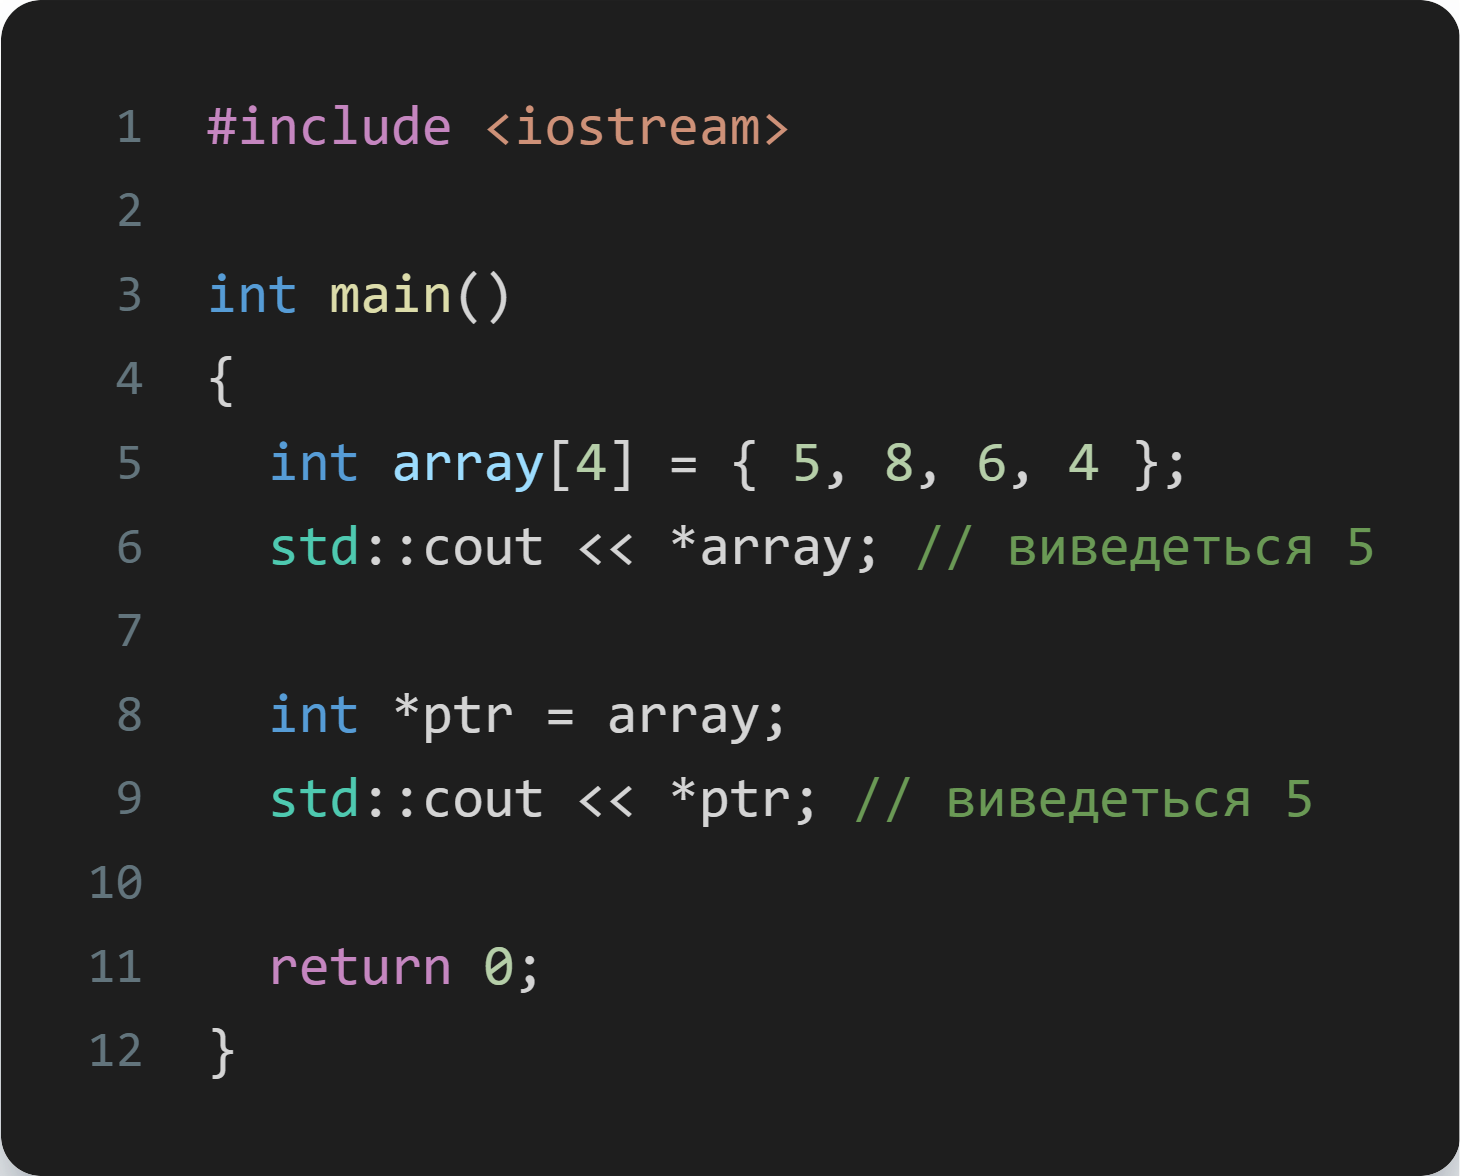 1 #include <iostream>
2
3 int main()
4 {
5   int array[4] = { 5, 8, 6, 4 };
6   std::cout << *array; // виведеться 5
7
8   int *ptr = array;
9   std::cout << *ptr; // виведеться 5
10
11   return 0;
12 }